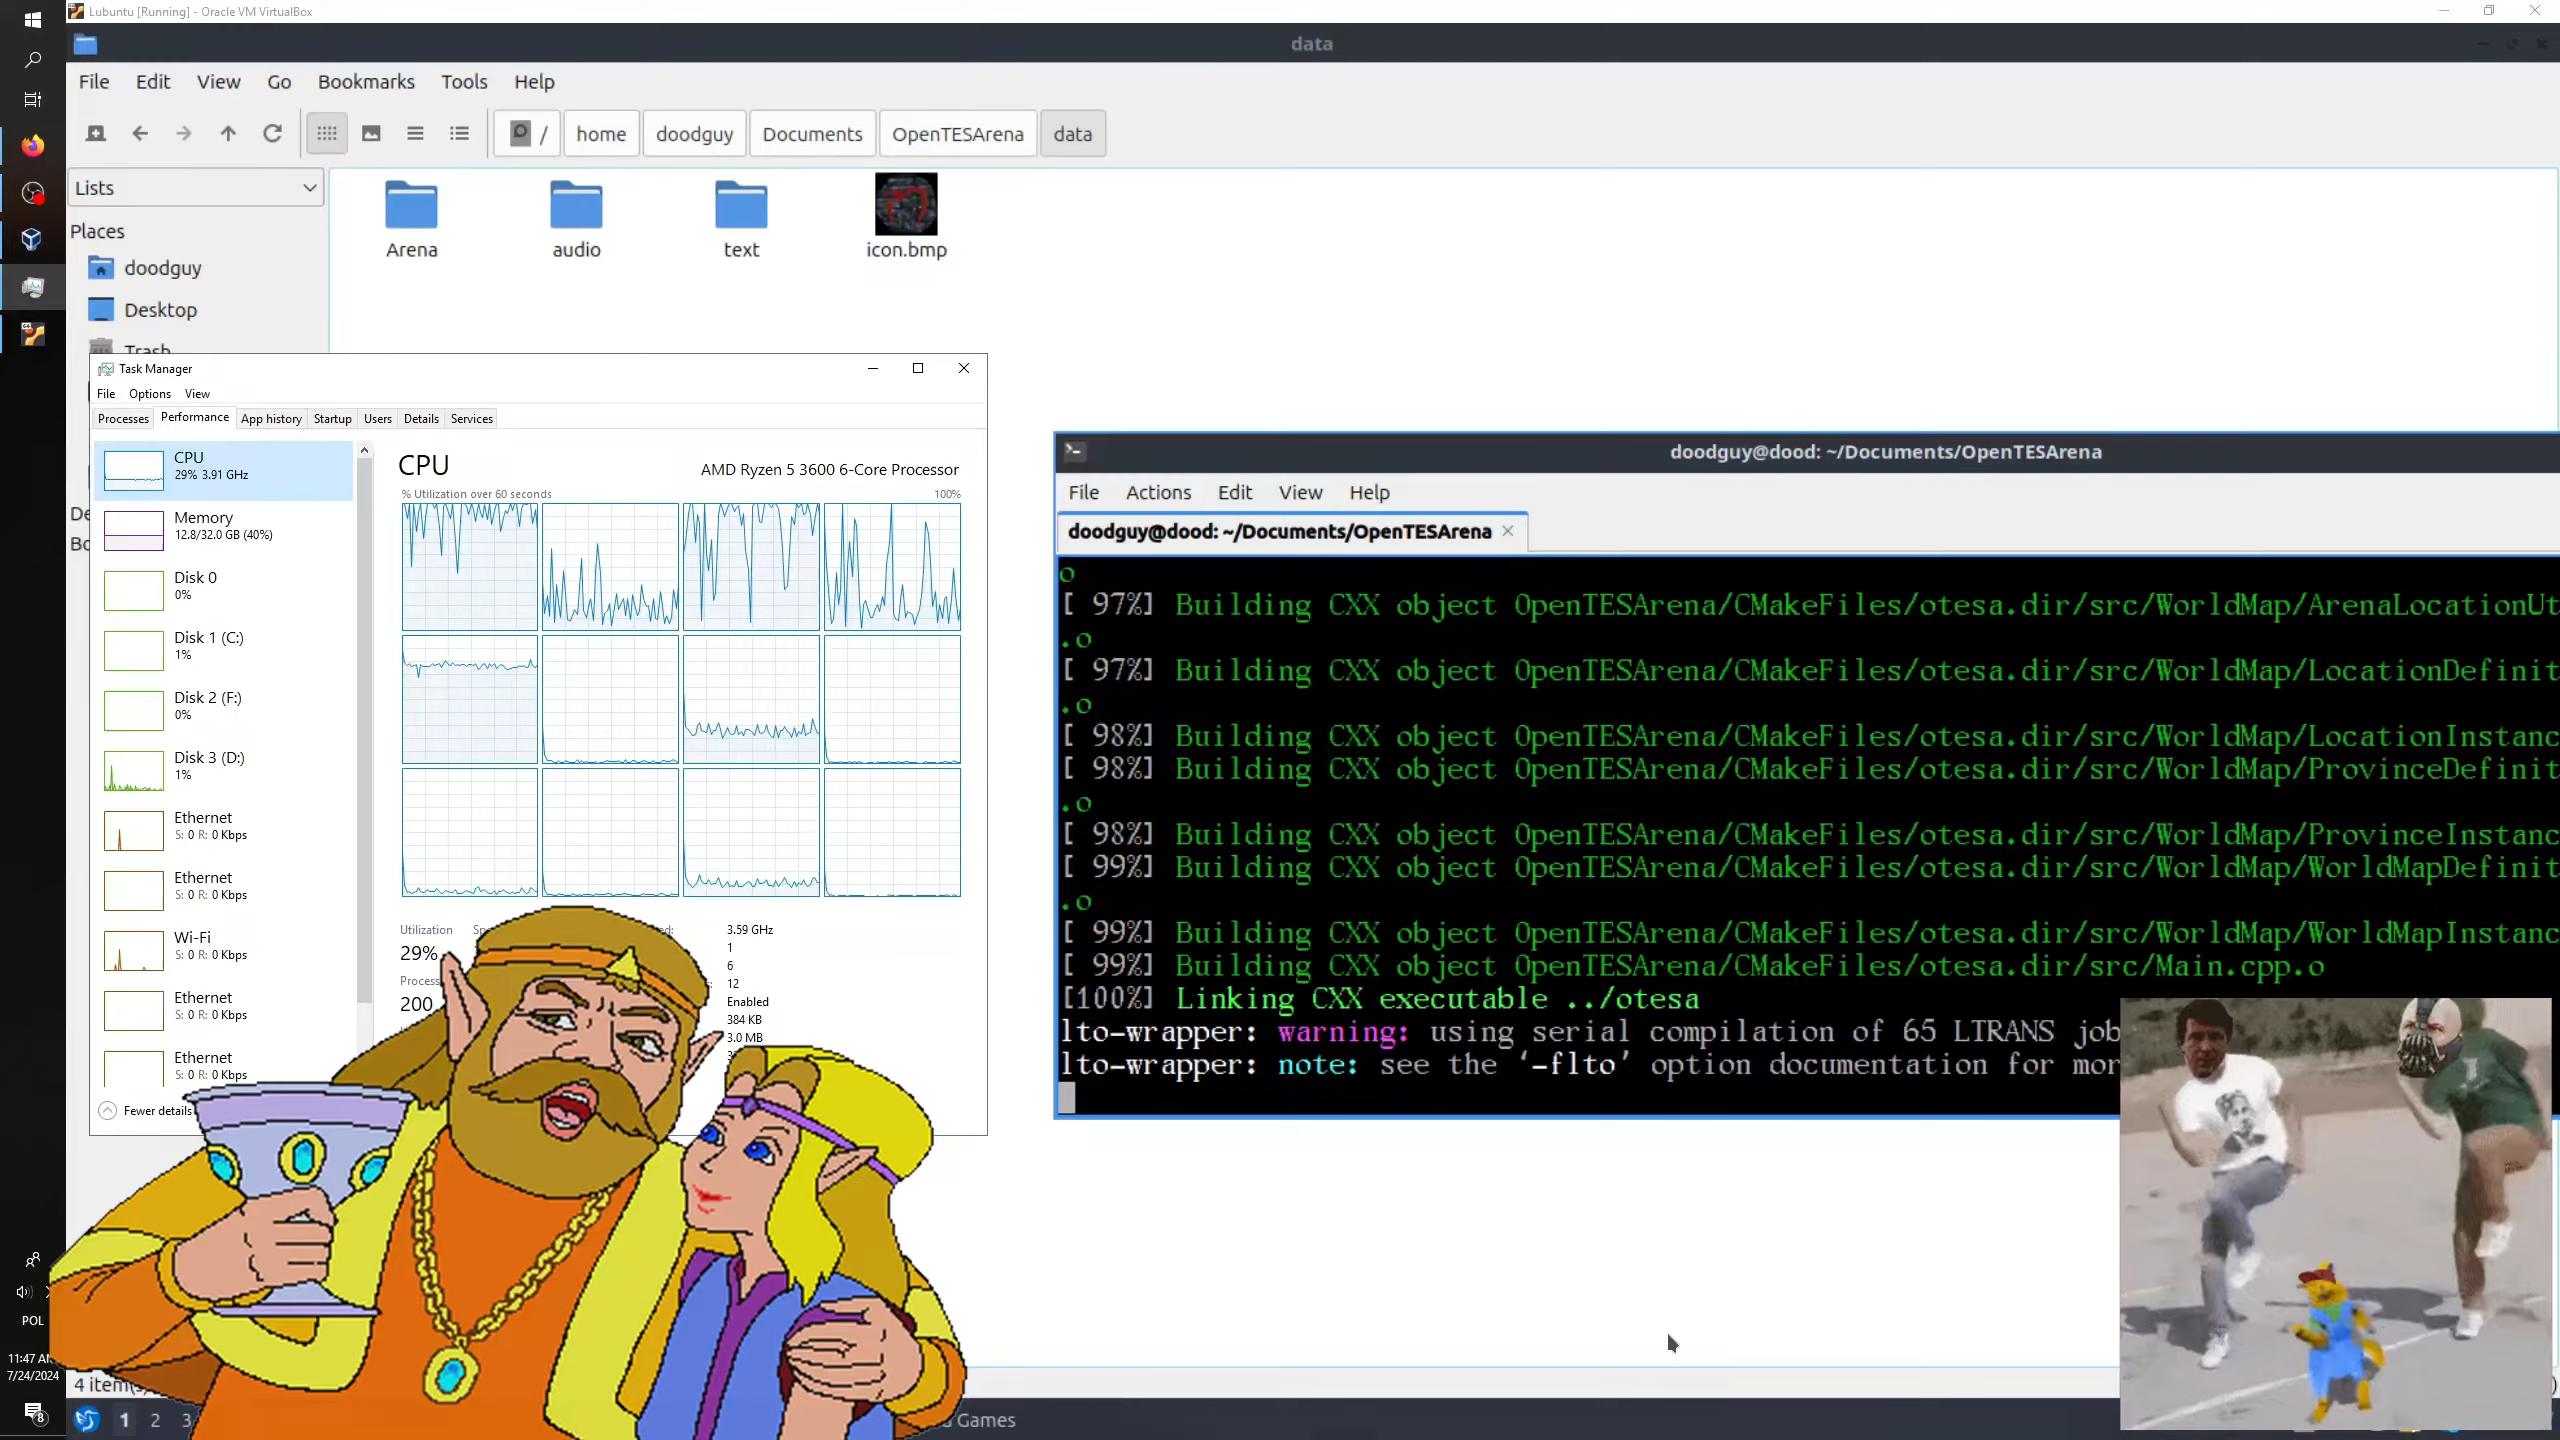 Lubuntu [Running] - Oracle VM VirtualBox
data
File Edit View Go Bookmarks Tools Help
/ home doodguy Documents OpenTESArena data
Lists
Places
doodguy
Desktop
Trash
Arena
audio
text
icon.bmp
Task Manager
File Options View
Processes Performance App history Startup Users Details Services
CPU
29% 3.91 GHz
Memory
12.8/32.0 GB (40%)
Disk 0
0%
Disk 1 (C:)
1%
Disk 2 (F:)
0%
Disk 3 (D:)
1%
Ethernet
S: 0 R: 0 Kbps
Ethernet
S: 0 R: 0 Kbps
Wi-Fi
S: 0 R: 0 Kbps
Ethernet
S: 0 R: 0 Kbps
Ethernet
S: 0 R: 0 Kbps
Fewer details
CPU
AMD Ryzen 5 3600 6-Core Processor
% Utilization over 60 seconds
100%
Utilization
29%
Process
200
3.59 GHz
1
6
12
Enabled
384 KB
3.0 MB
doodguy@dood: ~/Documents/OpenTESArena
File Actions Edit View Help
doodguy@dood: ~/Documents/OpenTESArena
o
[ 97%] Building CXX object OpenTESArena/CMakeFiles/otesa.dir/src/WorldMap/ArenaLocationUt
.o
[ 97%] Building CXX object OpenTESArena/CMakeFiles/otesa.dir/src/WorldMap/LocationDefinit
.o
[ 98%] Building CXX object OpenTESArena/CMakeFiles/otesa.dir/src/WorldMap/LocationInstanc
[ 98%] Building CXX object OpenTESArena/CMakeFiles/otesa.dir/src/WorldMap/ProvinceDefinit
.o
[ 98%] Building CXX object OpenTESArena/CMakeFiles/otesa.dir/src/WorldMap/ProvinceInstanc
[ 99%] Building CXX object OpenTESArena/CMakeFiles/otesa.dir/src/WorldMap/WorldMapDefinit
.o
[ 99%] Building CXX object OpenTESArena/CMakeFiles/otesa.dir/src/WorldMap/WorldMapInstanc
[ 99%] Building CXX object OpenTESArena/CMakeFiles/otesa.dir/src/Main.cpp.o
[100%] Linking CXX executable ../otesa
lto-wrapper: warning: using serial compilation of 65 LTRANS job
lto-wrapper: note: see the ‘-flto’ option documentation for mor
POL
11:47 AM
7/24/2024
8
4 item(s)
1 2 3
Games